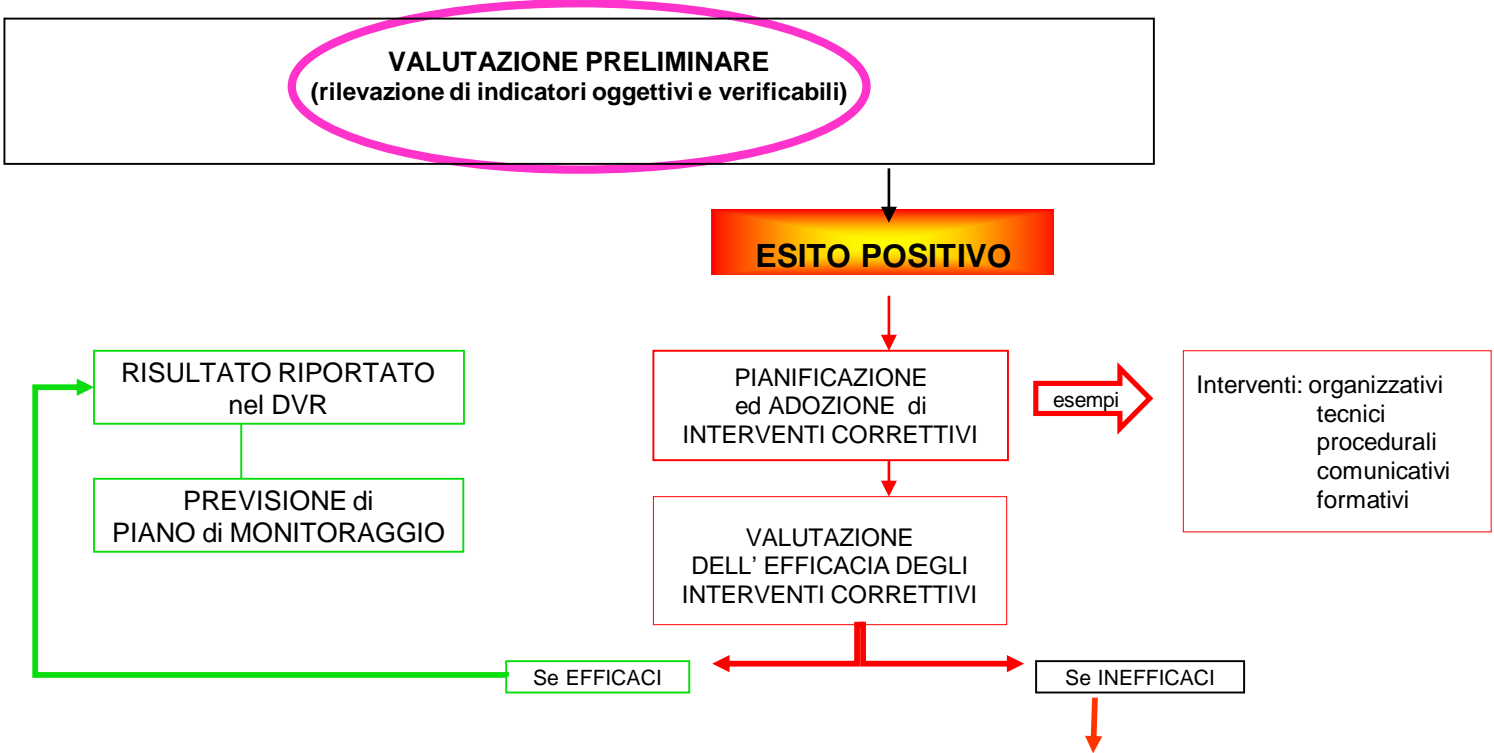 VALUTAZIONE PRELIMINARE
(rilevazione di indicatori oggettivi e verificabili)
ESITO POSITIVO
RISULTATO RIPORTATO
nel DVR
PREVISIONE di
PIANO di MONITORAGGIO
PIANIFICAZIONE
ed ADOZIONE di
INTERVENTI CORRETTIVI
esempi
Interventi: organizzativi
tecnici
procedurali
comunicativi
formativi
VALUTAZIONE
DELL' EFFICACIA DEGLI
INTERVENTI CORRETTIVI
Se EFFICACI
Se INEFFICACI